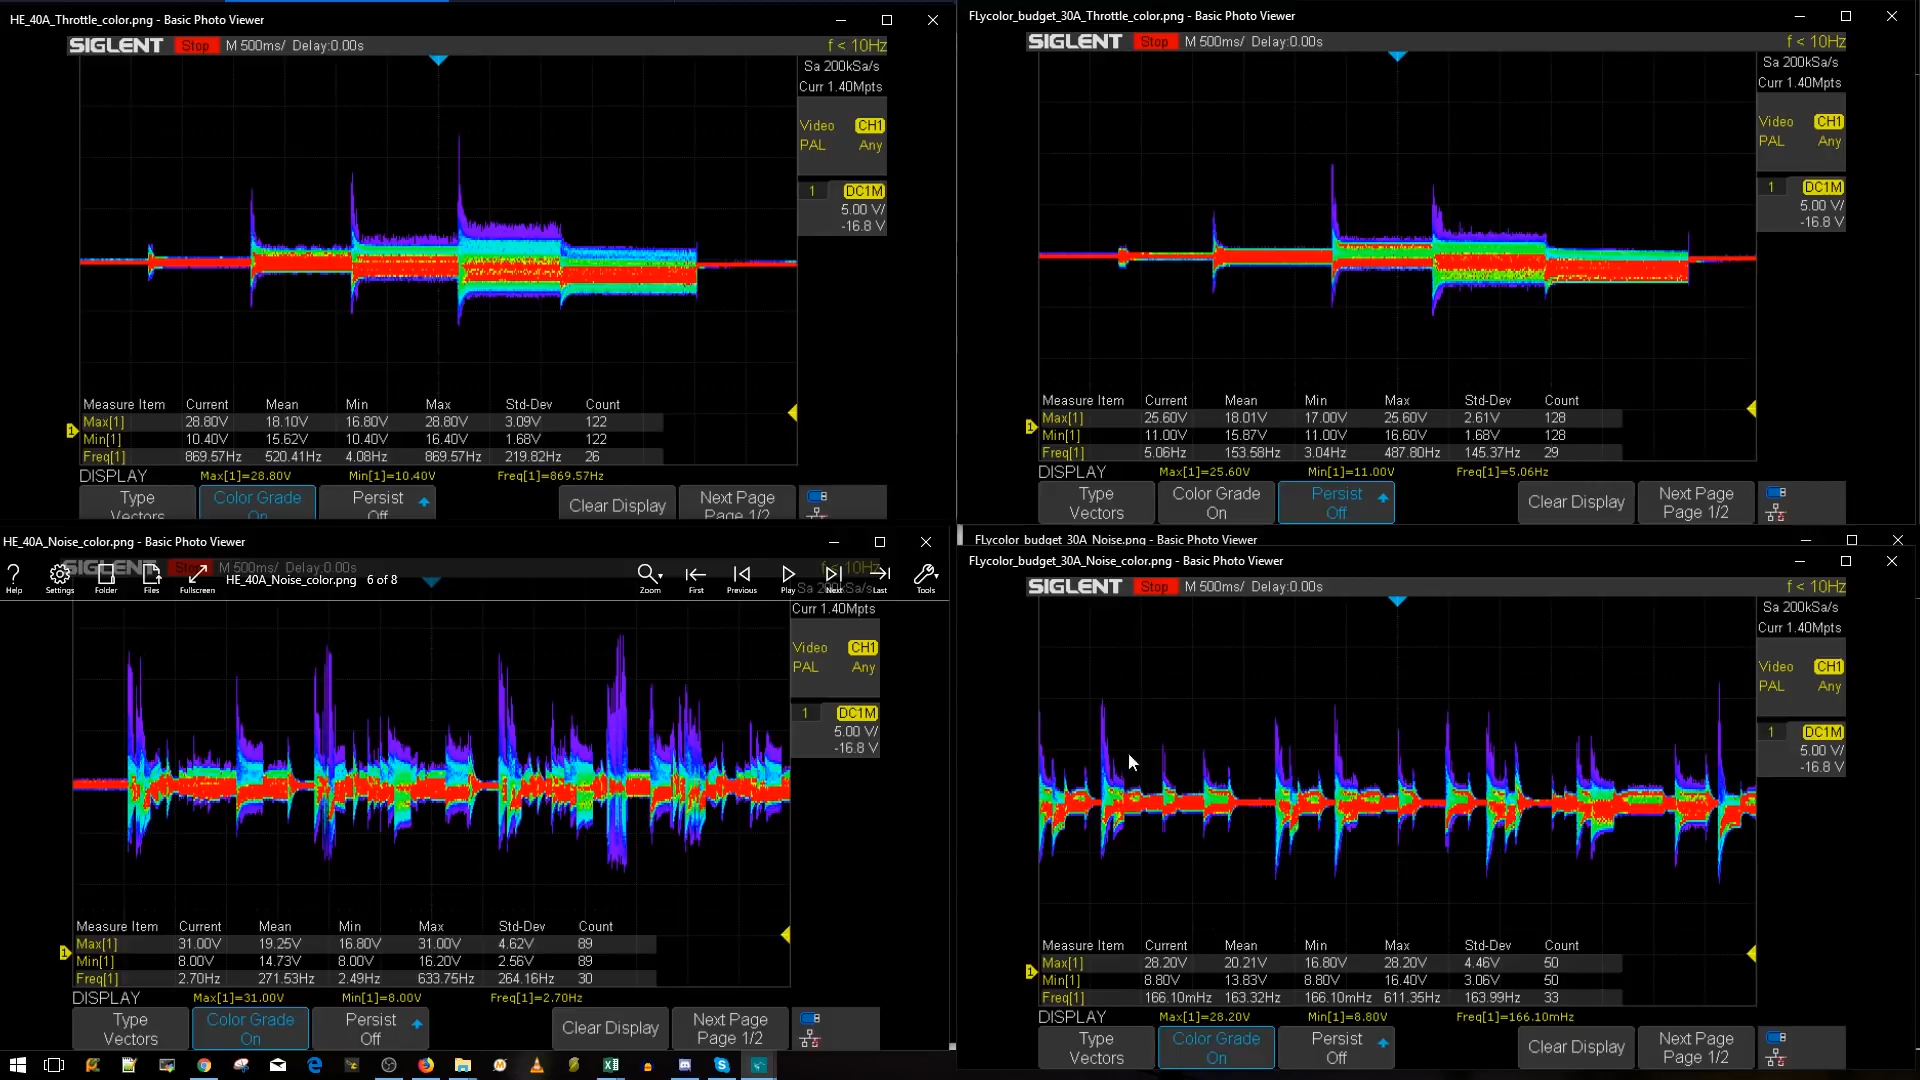 HE_40A_Throttle_color.png - Basic Photo Viewer
SIGLENT Stop M 500ms/ Delay:0.00s f < 10Hz
Sa 200kSa/s
Curr 1.40Mpts
Video CH1
PAL Any
1 DC1M
5.00 V/
-16.8 V
1
Measure Item Current Mean Min Max Std-Dev Count
Max[1] 28.80V 18.10V 16.80V 28.80V 3.09V 122
Min[1] 10.40V 15.62V 10.40V 16.40V 1.68V 122
Freq[1] 869.57Hz 520.41Hz 4.08Hz 869.57Hz 219.82Hz 26
DISPLAY Max[1]=28.80V Min[1]=10.40V Freq[1]=869.57Hz
Type Color Grade Persist Clear Display Next Page
Vectors On Off Page 1/2
FLycolor_budget_30A_Throttle_color.png - Basic Photo Viewer
SIGLENT Stop M 500ms/ Delay:0.00s f < 10Hz
Sa 200kSa/s
Curr 1.40Mpts
Video CH1
PAL Any
1 DC1M
5.00 V/
-16.8 V
1
Measure Item Current Mean Min Max Std-Dev Count
Max[1] 25.60V 18.01V 17.00V 25.60V 2.61V 128
Min[1] 11.00V 15.87V 11.00V 16.60V 1.68V 128
Freq[1] 5.06Hz 153.58Hz 3.04Hz 487.80Hz 145.37Hz 29
DISPLAY Max[1]=25.60V Min[1]=11.00V Freq[1]=5.06Hz
Type Color Grade Persist Clear Display Next Page
Vectors On Off Page 1/2
HE_40A_Noise_color.png - Basic Photo Viewer
SIGLENT Stop M 500ms/ Delay:0.00s f < 10Hz
HE_40A_Noise_color.png 6 of 8
Help Settings Folder Files Fullscreen Zoom First Previous Play Next Last Tools
Sa 200kSa/s
Curr 1.40Mpts
Video CH1
PAL Any
1 DC1M
5.00 V/
-16.8 V
1
Measure Item Current Mean Min Max Std-Dev Count
Max[1] 31.00V 19.25V 16.80V 31.00V 4.62V 89
Min[1] 8.00V 14.73V 8.00V 16.20V 2.56V 89
Freq[1] 2.70Hz 271.53Hz 2.49Hz 633.75Hz 264.16Hz 30
DISPLAY Max[1]=31.00V Min[1]=8.00V Freq[1]=2.70Hz
Type Color Grade Persist Clear Display Next Page
Vectors On Off Page 1/2
FLycolor_budget_30A_Noise.png - Basic Photo Viewer
FLycolor_budget_30A_Noise_color.png - Basic Photo Viewer
SIGLENT Stop M 500ms/ Delay:0.00s f < 10Hz
Sa 200kSa/s
Curr 1.40Mpts
Video CH1
PAL Any
1 DC1M
5.00 V/
-16.8 V
1
Measure Item Current Mean Min Max Std-Dev Count
Max[1] 28.20V 20.21V 16.80V 28.20V 4.46V 50
Min[1] 8.80V 13.83V 8.80V 16.40V 3.06V 50
Freq[1] 166.10mHz 163.32Hz 166.10mHz 611.35Hz 163.99Hz 33
DISPLAY Max[1]=28.20V Min[1]=8.80V Freq[1]=166.10mHz
Type Color Grade Persist Clear Display Next Page
Vectors On Off Page 1/2